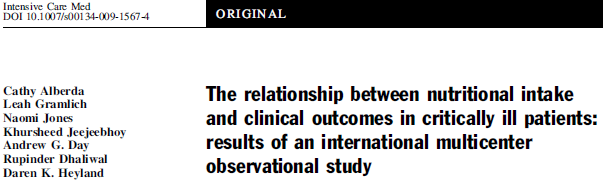 Intensive Care Med
DOI 10.1007/s00134-009-1567-4
ORIGINAL
Cathy Alberda
Leah Gramlich
Naomi Jones
Khursheed Jeejeebhoy
Andrew G. Day
Rupinder Dhaliwal
Daren K. Heyland
The relationship between nutritional intake
and clinical outcomes in critically ill patients:
results of an international multicenter
observational study